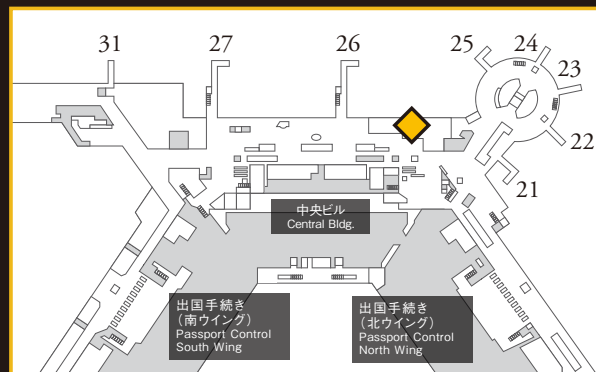 31
27
26
25
24
23
22
21
中央ビル
Central Bldg.
出国手続き
（南ウイング）
Passport Control
South Wing
出国手続き
（北ウイング）
Passport Control
North Wing